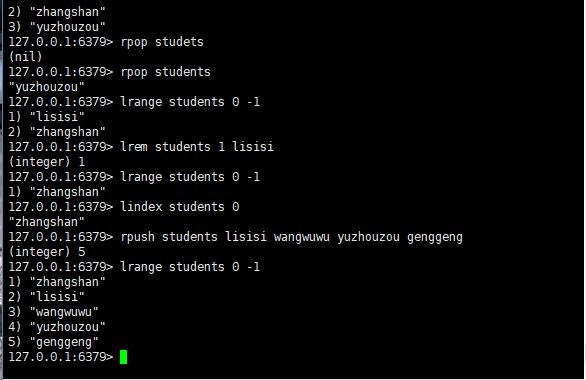 2) "zhangshan"
3) "yuzhouzou"
127.0.0.1:6379> rpop studets
(nil)
127.0.0.1:6379> rpop students
"yuzhouzou"
127.0.0.1:6379> lrange students 0 -1
1) "lisisi"
2) "zhangshan"
127.0.0.1:6379> lrem students 1 lisisi
(integer) 1
127.0.0.1:6379> lrange students 0 -1
1) "zhangshan"
127.0.0.1:6379> lindex students 0
"zhangshan"
127.0.0.1:6379> rpush students lisisi wangwuwu yuzhouzou genggeng
(integer) 5
127.0.0.1:6379> lrange students 0 -1
1) "zhangshan"
2) "lisisi"
3) "wangwuwu"
4) "yuzhouzou"
5) "genggeng"
127.0.0.1:6379>